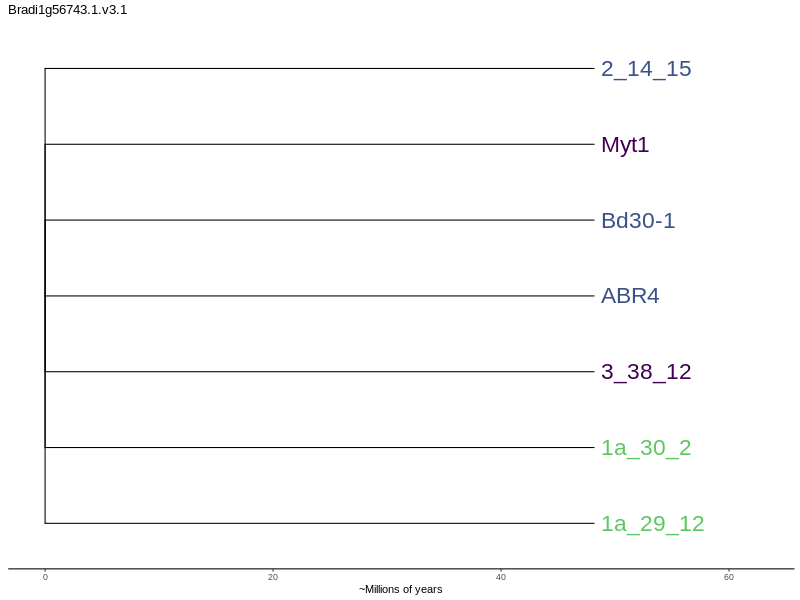 Bradi1g56743.1.v3.1
2_14_15
Myt1
Bd30-1
ABR4
3_38_12
1a_30_2
1a_29_12
0 20 40 60
~Millions of years